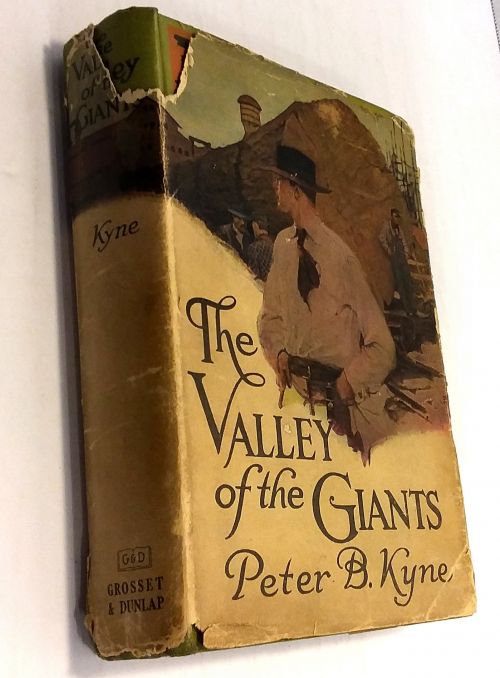 The
VALLEY
of the
GIANTS
Kyne
G&D
GROSSET
& DUNLAP
The
VALLEY
of the GIANTS
Peter B. Kyne